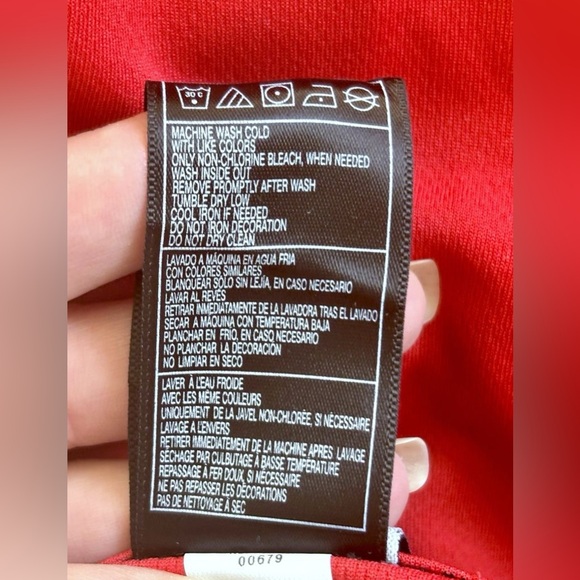 30 C
MACHINE WASH COLD
WITH LIKE COLORS
ONLY NON-CHLORINE BLEACH, WHEN NEEDED
WASH INSIDE OUT
REMOVE PROMPTLY AFTER WASH
TUMBLE DRY LOW
COOL IRON IF NEEDED
DO NOT IRON DECORATION
DO NOT DRY CLEAN
LAVADO A MÁQUINA EN AGUA FRIA
CON COLORES SIMILARES
BLANQUEAR SOLO SIN LEJÍA, EN CASO NECESARIO
LAVAR AL REVÉS
RETIRAR INMEDIATAMENTE DE LA LAVADORA TRAS EL LAVADO
SECAR A MAQUINA CON TEMPERATURA BAJA
PLANCHAR EN FRIO, EN CASO NECESARIO
NO PLANCHAR LA DECORACIÓN
NO LIMPIAR EN SECO
LAVER À L'EAU FROIDE
AVEC LES MÊME COULEURS
UNIQUEMENT DE LA JAVEL NON-CHLORÉE, SI NÉCESSAIRE
LAVAGE À L'ENVERS
RETIRER IMMÉDIATEMENT DE LA MACHINE APRÈS LAVAGE
SÉCHAGE PAR CULBUTAGE À BASSE TEMPÉRATURE
REPASSAGE À FER DOUX, SI NÉCESSAIRE
NE PAS REPASSER LES DÉCORATIONS
PAS DE NETTOYAGE À SEC
00679